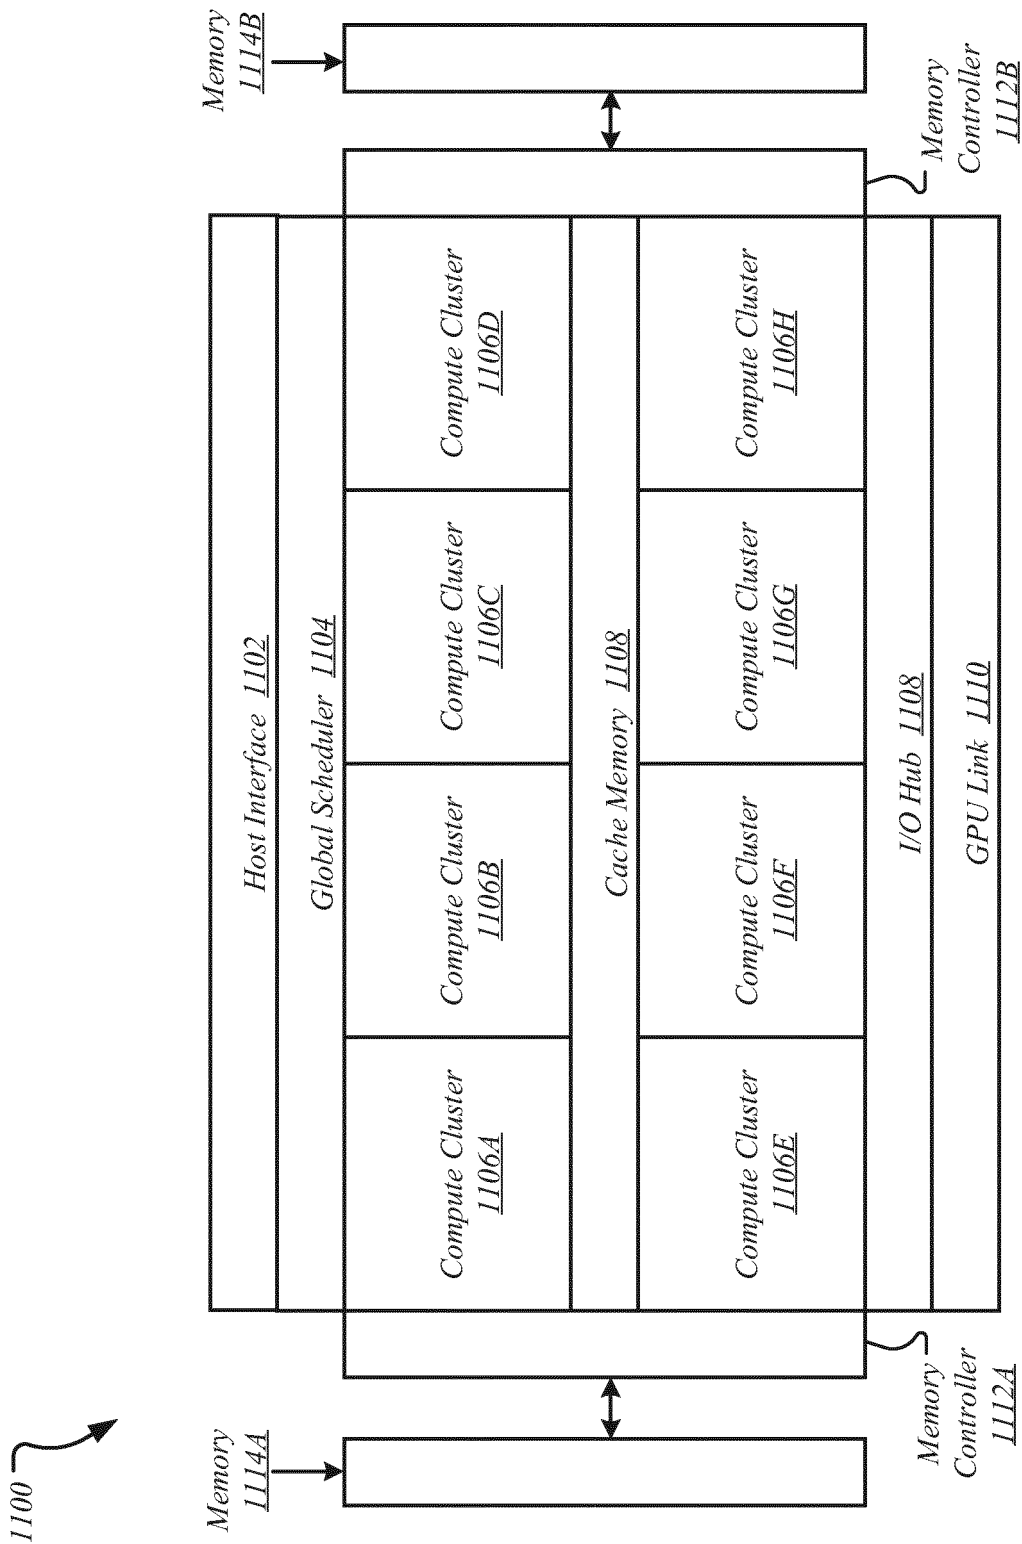 1100
Host Interface 1102
Global Scheduler 1104
Memory
1114A
Memory
1114B
Compute Cluster
1106A
Compute Cluster
1106B
Compute Cluster
1106C
Compute Cluster
1106D
Cache Memory 1108
Compute Cluster
1106E
Compute Cluster
1106F
Compute Cluster
1106G
Compute Cluster
1106H
I/O Hub 1108
GPU Link 1110
Memory
Controller
1112A
Memory
Controller
1112B